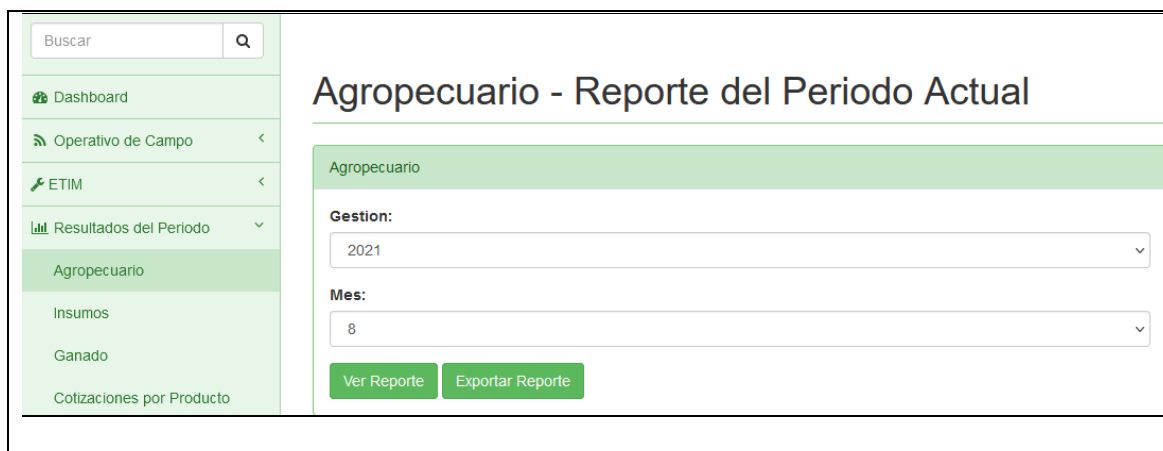 Buscar
Dashboard
Operativo de Campo
ETIM
Resultados del Periodo
Agropecuario
Insumos
Ganado
Cotizaciones por Producto
Agropecuario - Reporte del Periodo Actual
Agropecuario
Gestion:
2021
Mes:
8
Ver Reporte Exportar Reporte